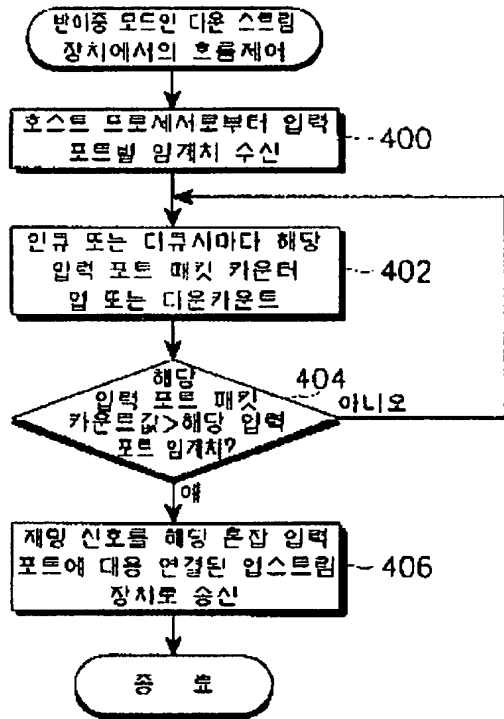 반이중 모드인 다운 스트림
장치에서의 흐름제어
호스트 프로세서로부터 입력
포트별 임계치 수신
400
인큐 또는 디큐시마다 해당
입력 포트 패킷 카운터
업 또는 다운카운트
402
해당
입력 포트 패킷
카운트값>해당 입력
포트 임계치?
404
아니오
예
재밍 신호를 해당 혼잡 입력
포트에 대응 연결된 업스트림
장치로 송신
406
종 료